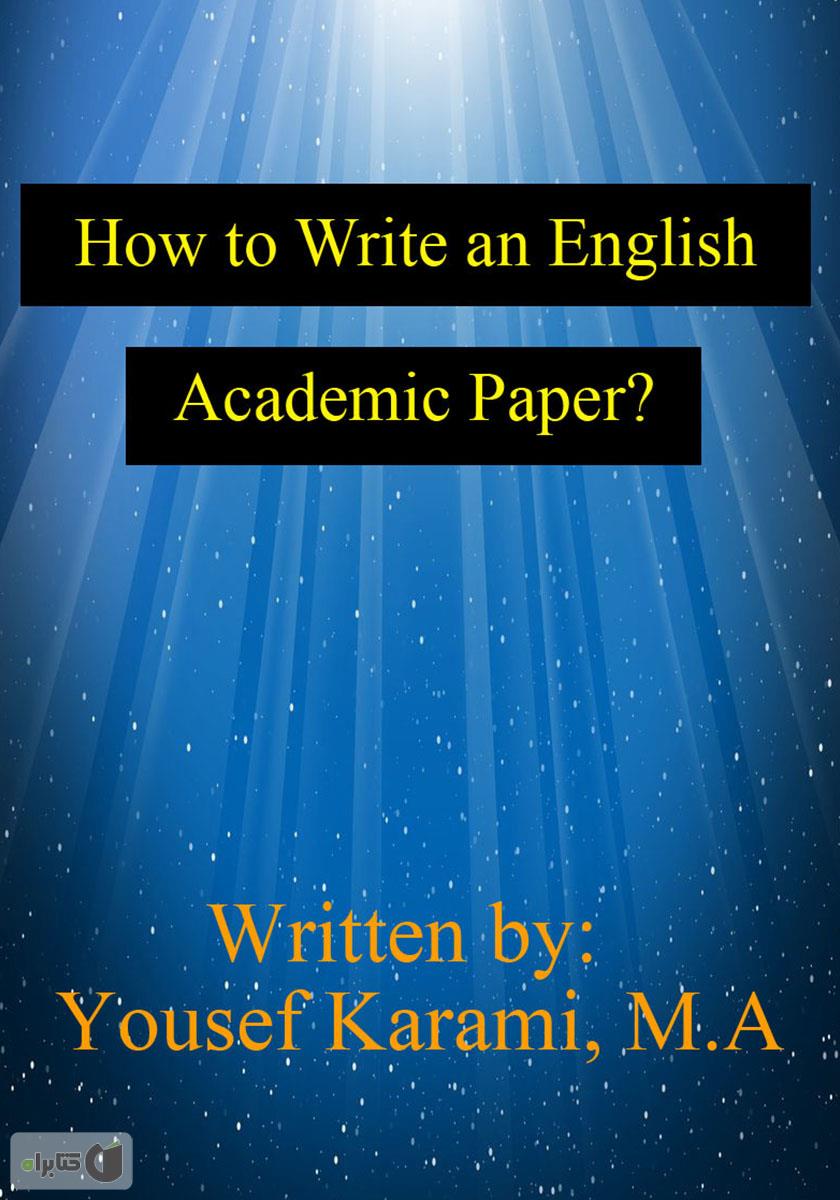 How to Write an English
Academic Paper?
Written by:
Yousef Karami, M.A
کتابراه